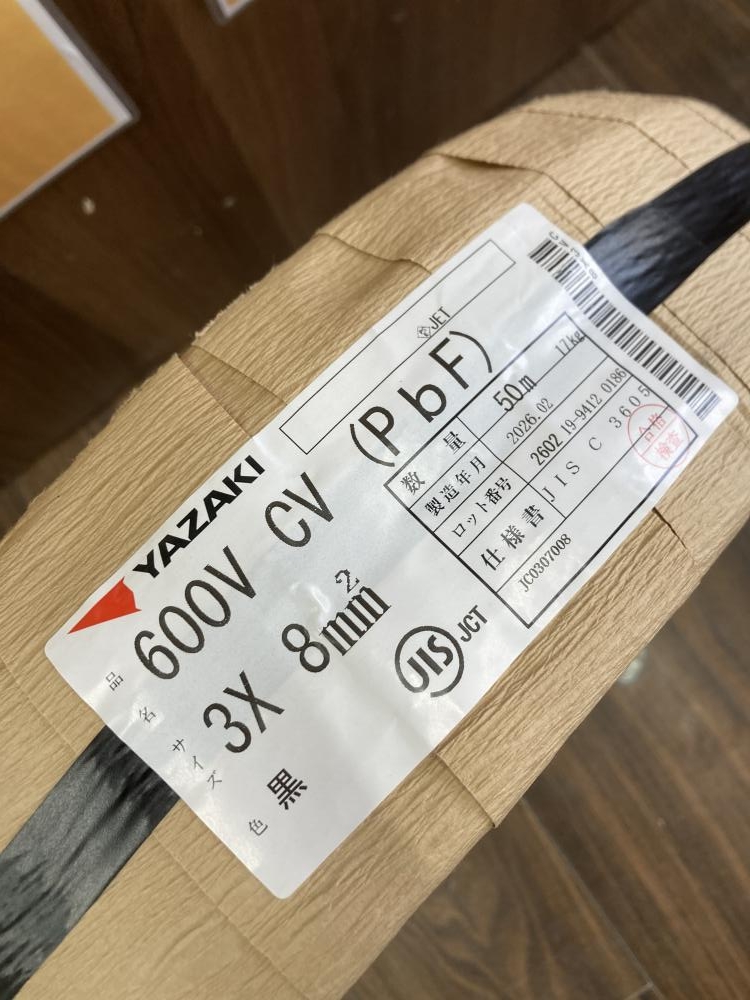 YAZAKI
JET
品名 600V CV (PbF)
サイズ 3X 8mm²
色 黒
数量 50m 17kg
製造年月 2026.02
ロット番号 2602 19-9412 0186
仕様書 JIS C 3605
JC0307008
合格
検査
JIS JCT